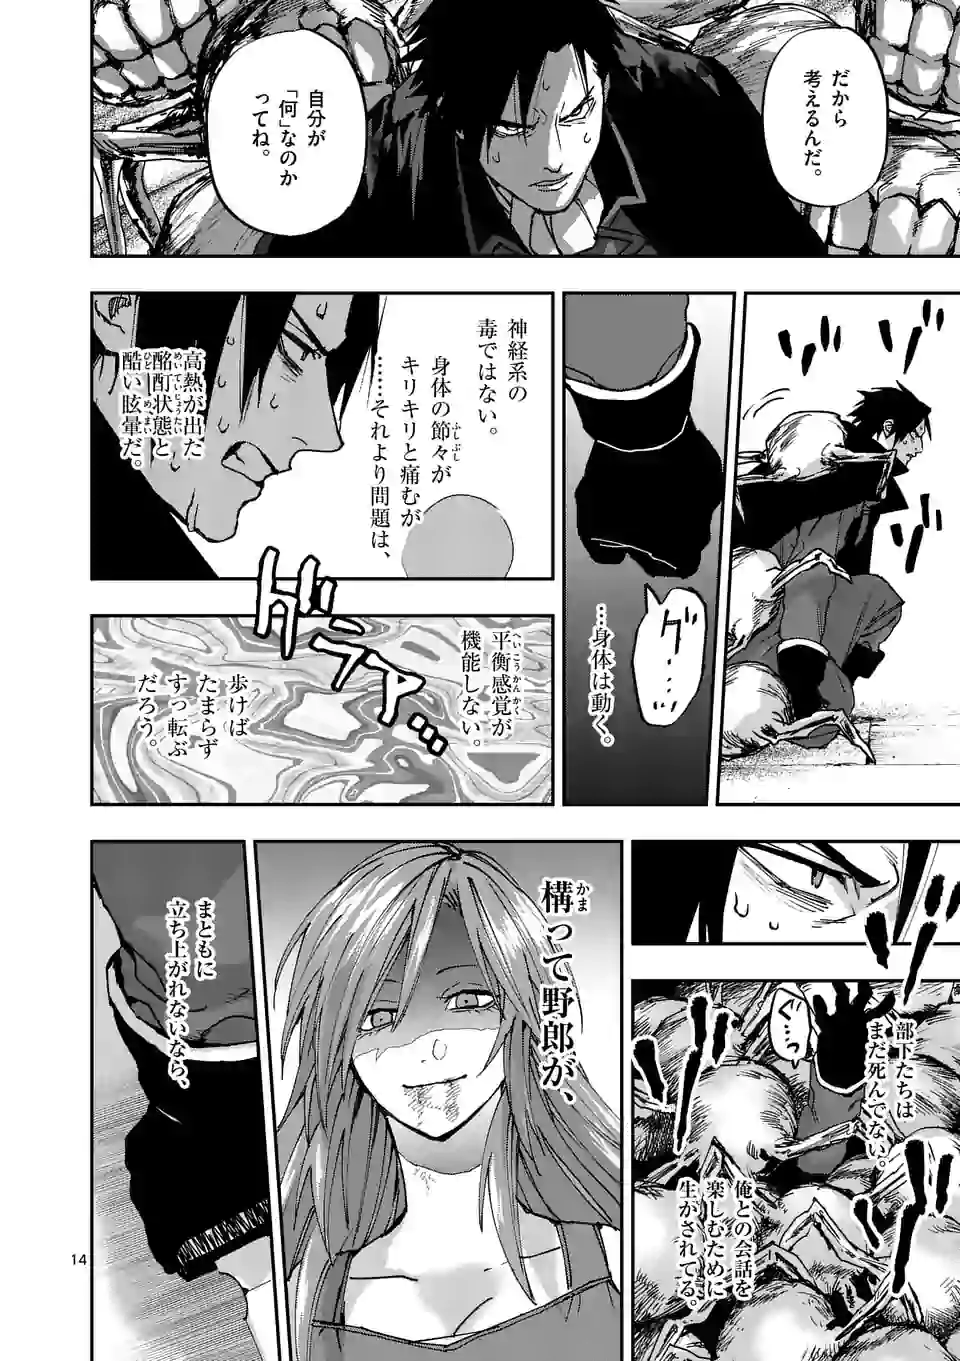 だから
考えるんだ。
自分が
「何」なのか
ってね。
神経系の
毒ではない。
身体の節々が
キリキリと痛むが
……それより問題は、
高熱が出た
酩酊状態と
酷い眩暈だ。
グ…
…身体は動く。
グラァ…
平衡感覚が
機能しない。
歩けば
たまらず
すっ転ぶ
だろう。
ぐ…っ
部下たちは
まだ死んでない。
俺との会話を
楽しむために
生かされてる。
構って野郎が、
まともに
立ち上がれないなら、
14